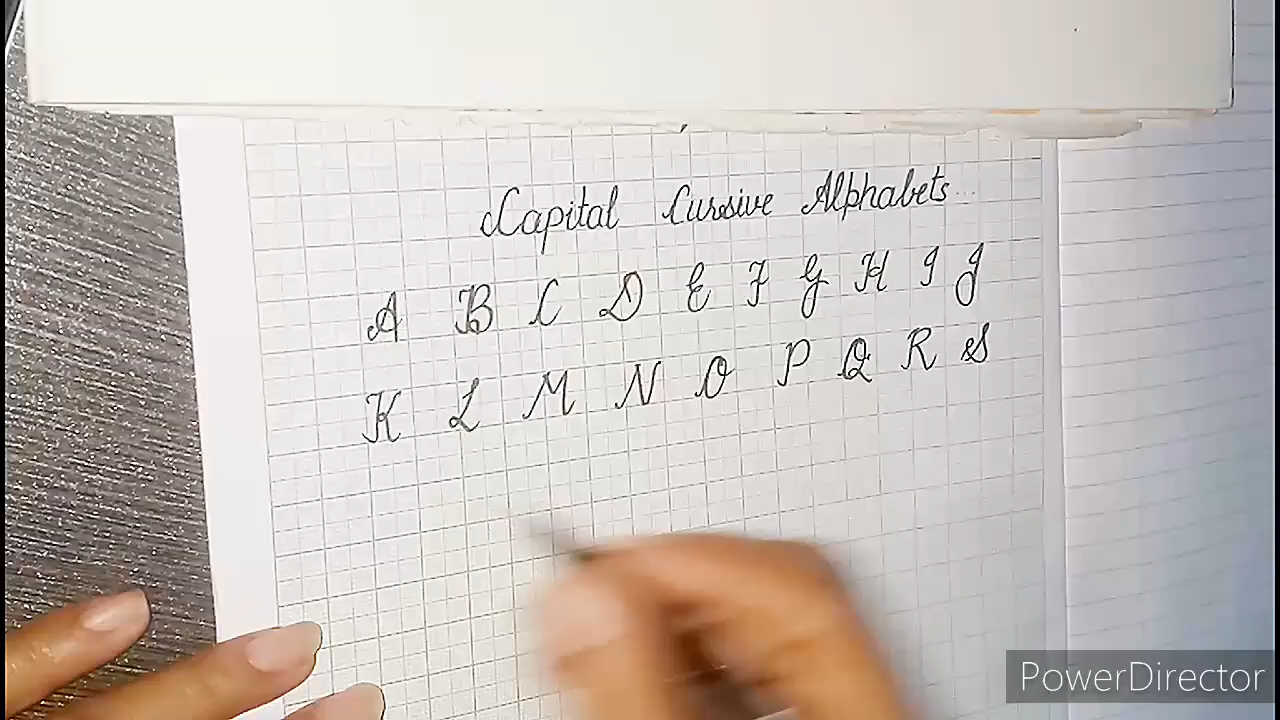 Capital Cursive Alphabets...
A B C D E F G H I J
K L M N O P Q R S
PowerDirector